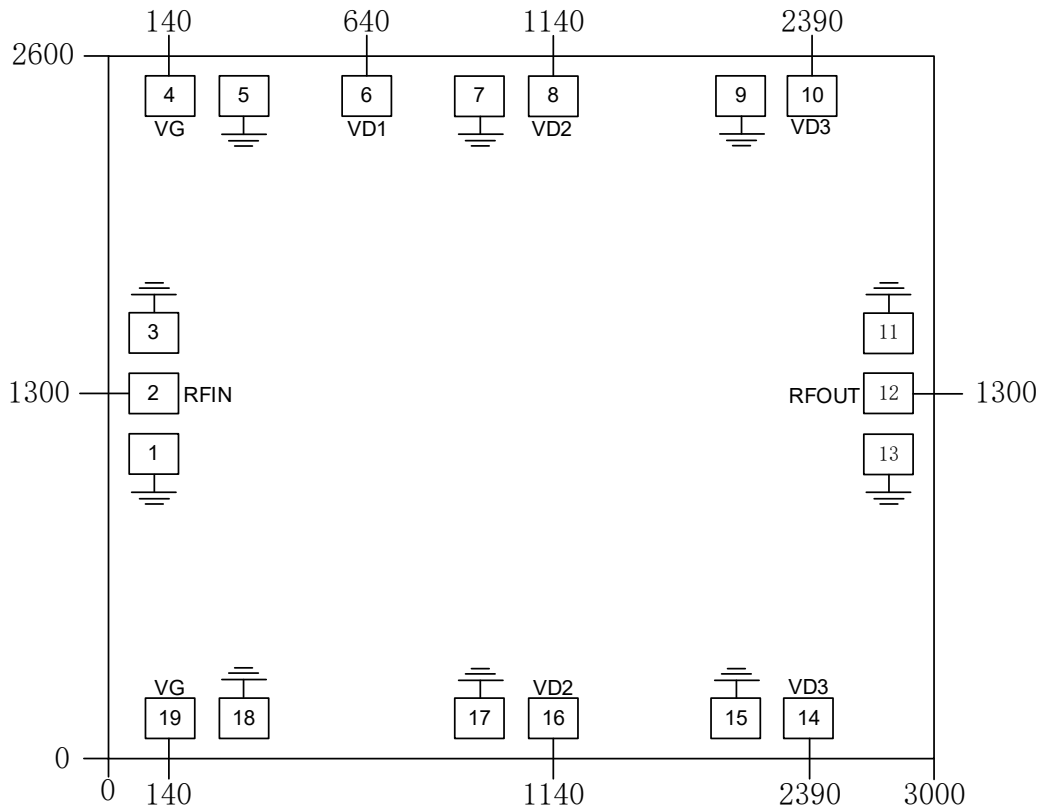 140 640 1140 2390
2600
4 5 6 7 8 9 10
VG VD1 VD2 VD3
3 11
1300 2 RFIN RFOUT 12 1300
1 13
VG VD2 VD3
19 18 17 16 15 14
0
0 140 1140 2390 3000